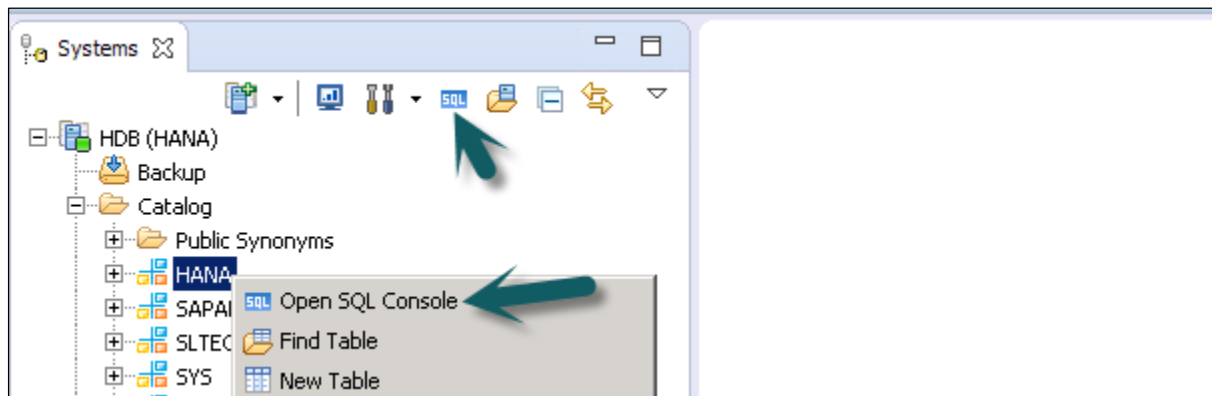 Systems
SQL
HDB (HANA)
Backup
Catalog
Public Synonyms
HANA
SQL Open SQL Console
SAPA
Find Table
SLTEC
SYS
New Table